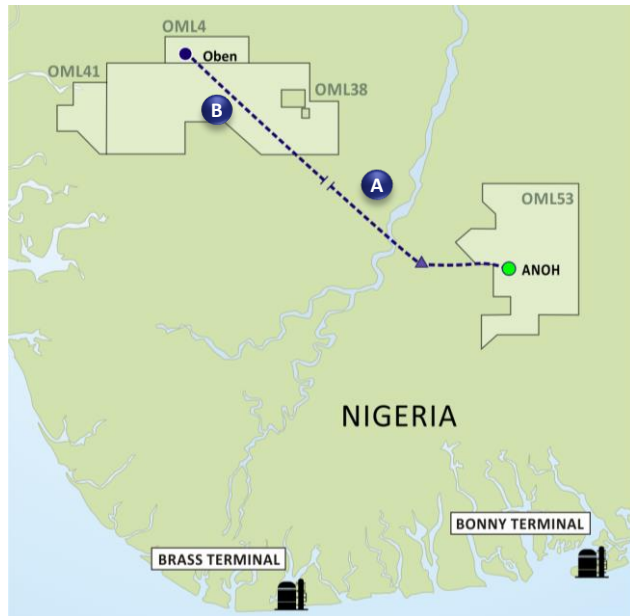 OML4
Oben
OML41
OML38
B
A
OML53
ANOH
NIGERIA
BONNY TERMINAL
BRASS TERMINAL